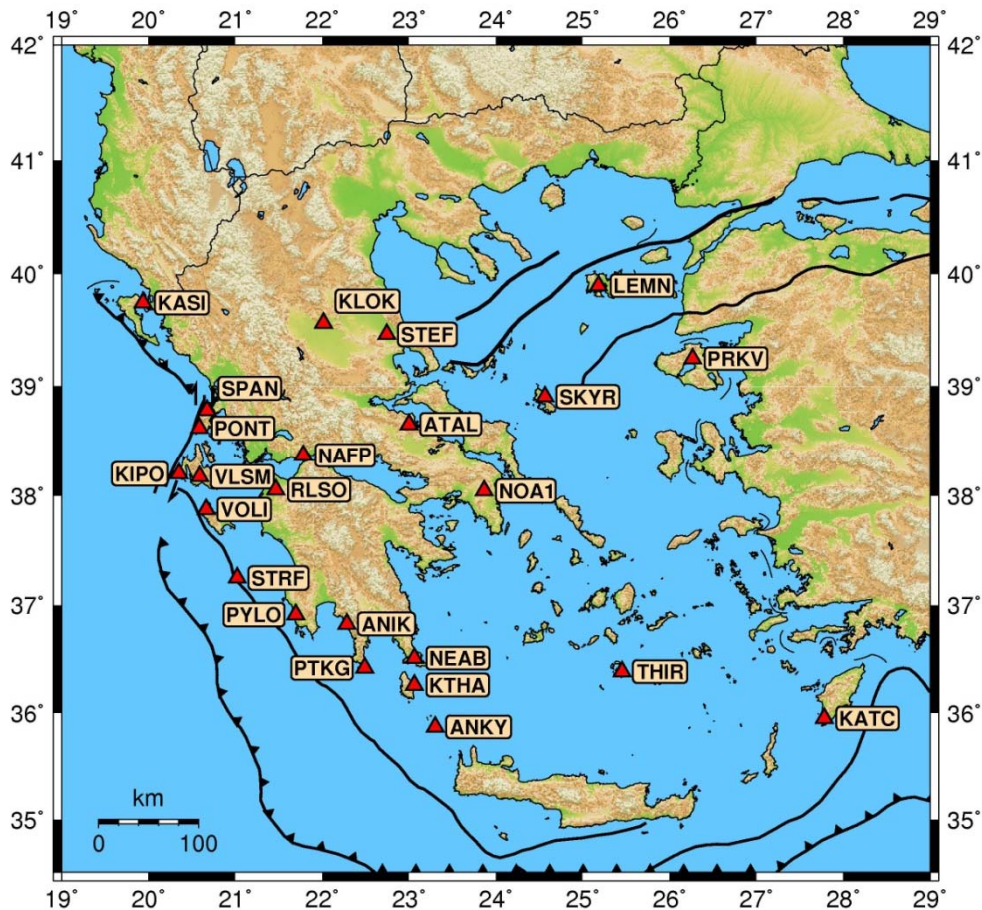 19 20 21 22 23 24 25 26 27 28 29
42° 42°
41° 41°
40° 40°
LEMN
KASI
KLOK
STEF
PRKV
39° 39°
SPAN
SKYR
PONT
ATAL
NAFP
KIPO
VLSM
RLSO
NOA1
38° 38°
VOLI
STRF
37° 37°
PYLO
ANIK
NEAB
PTKG
THIR
KTHA
36° 36°
KATC
ANKY
km
0 100
35° 35°
19 20 21 22 23 24 25 26 27 28 29